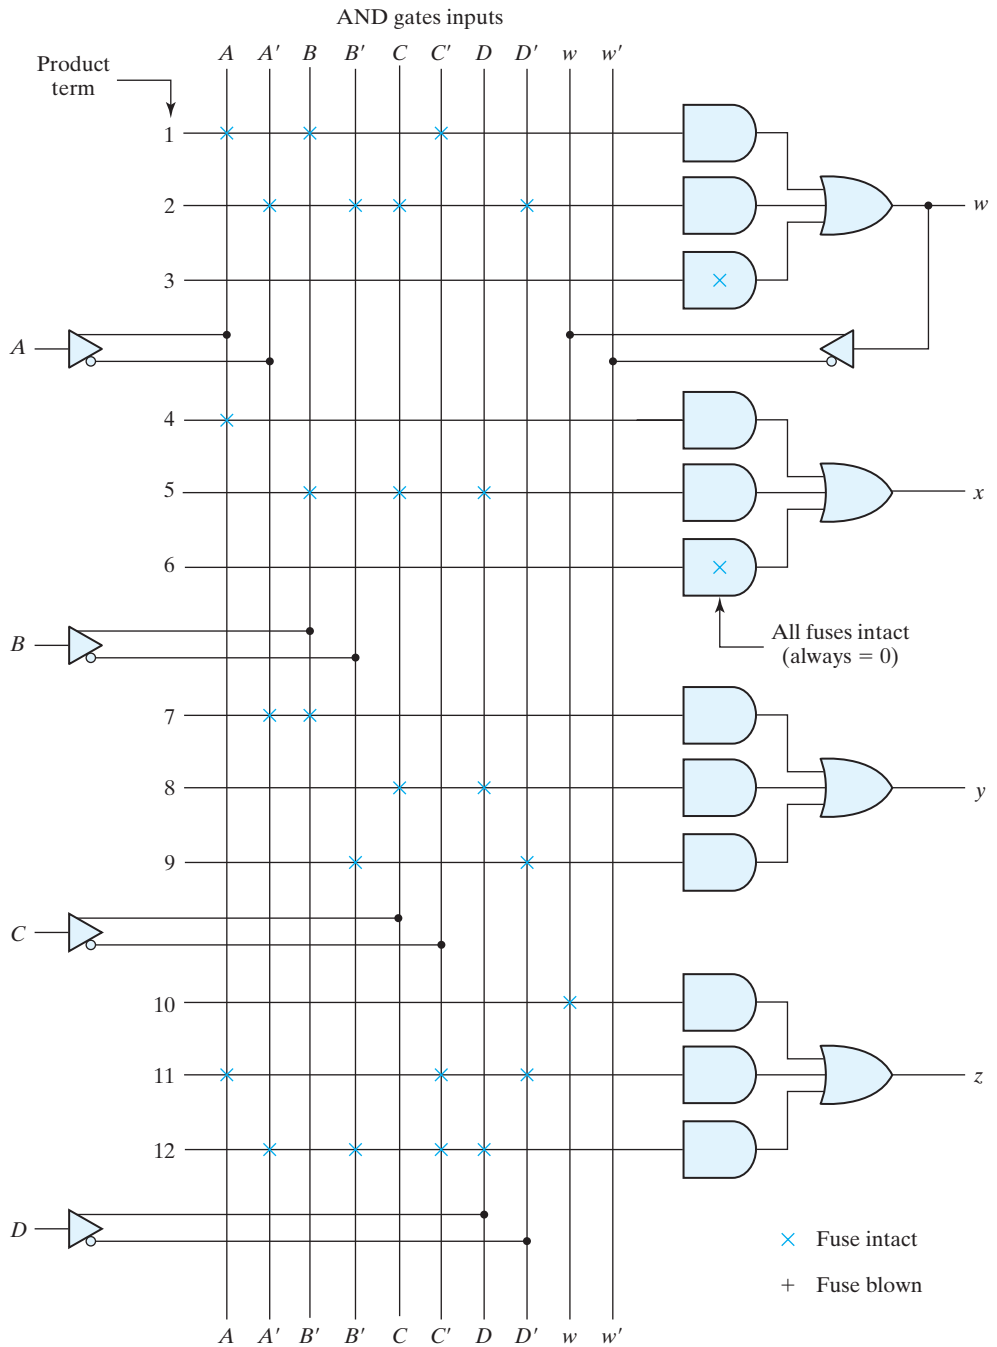 AND gates inputs
A A′ B B′ C C′ D D′ w w′
Product
term
1
2
w
3
A
4
5
x
6
All fuses intact
(always = 0)
B
7
8
y
9
C
10
11
z
12
D
× Fuse intact
+ Fuse blown
A A′ B′ B′ C C′ D D′ w w′